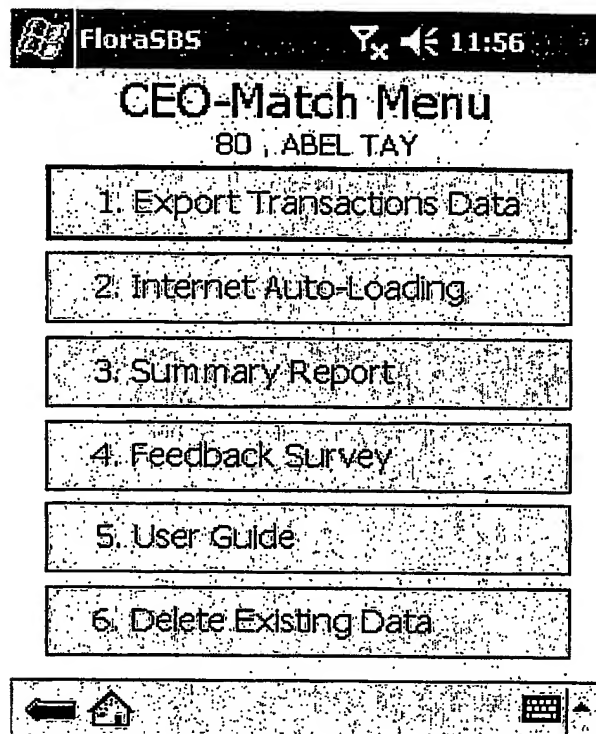 FloraSBS 11:56
CEO-Match Menu
80 , ABEL TAY
1. Export Transactions Data
2. Internet Auto-Loading
3. Summary Report
4. Feedback Survey
5. User Guide
6. Delete Existing Data